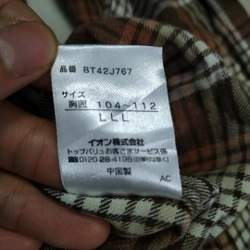 品番 BT42J767
サイズ
胸囲 104~112
LLL
イオン株式会社
トップバリュお客さまサービス係
0120-28-4196
中国製
AC